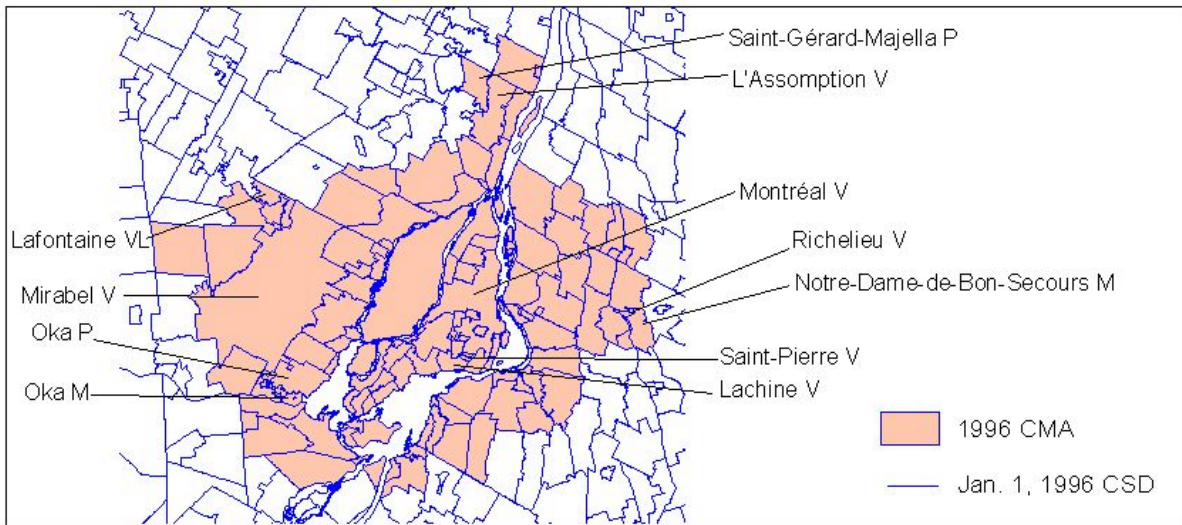 Saint-Gérard-Majella P
L'Assomption V
Montréal V
Lafontaine VL
Richelieu V
Mirabel V
Notre-Dame-de-Bon-Secours M
Oka P
Saint-Pierre V
Oka M
Lachine V
1996 CMA
Jan. 1, 1996 CSD